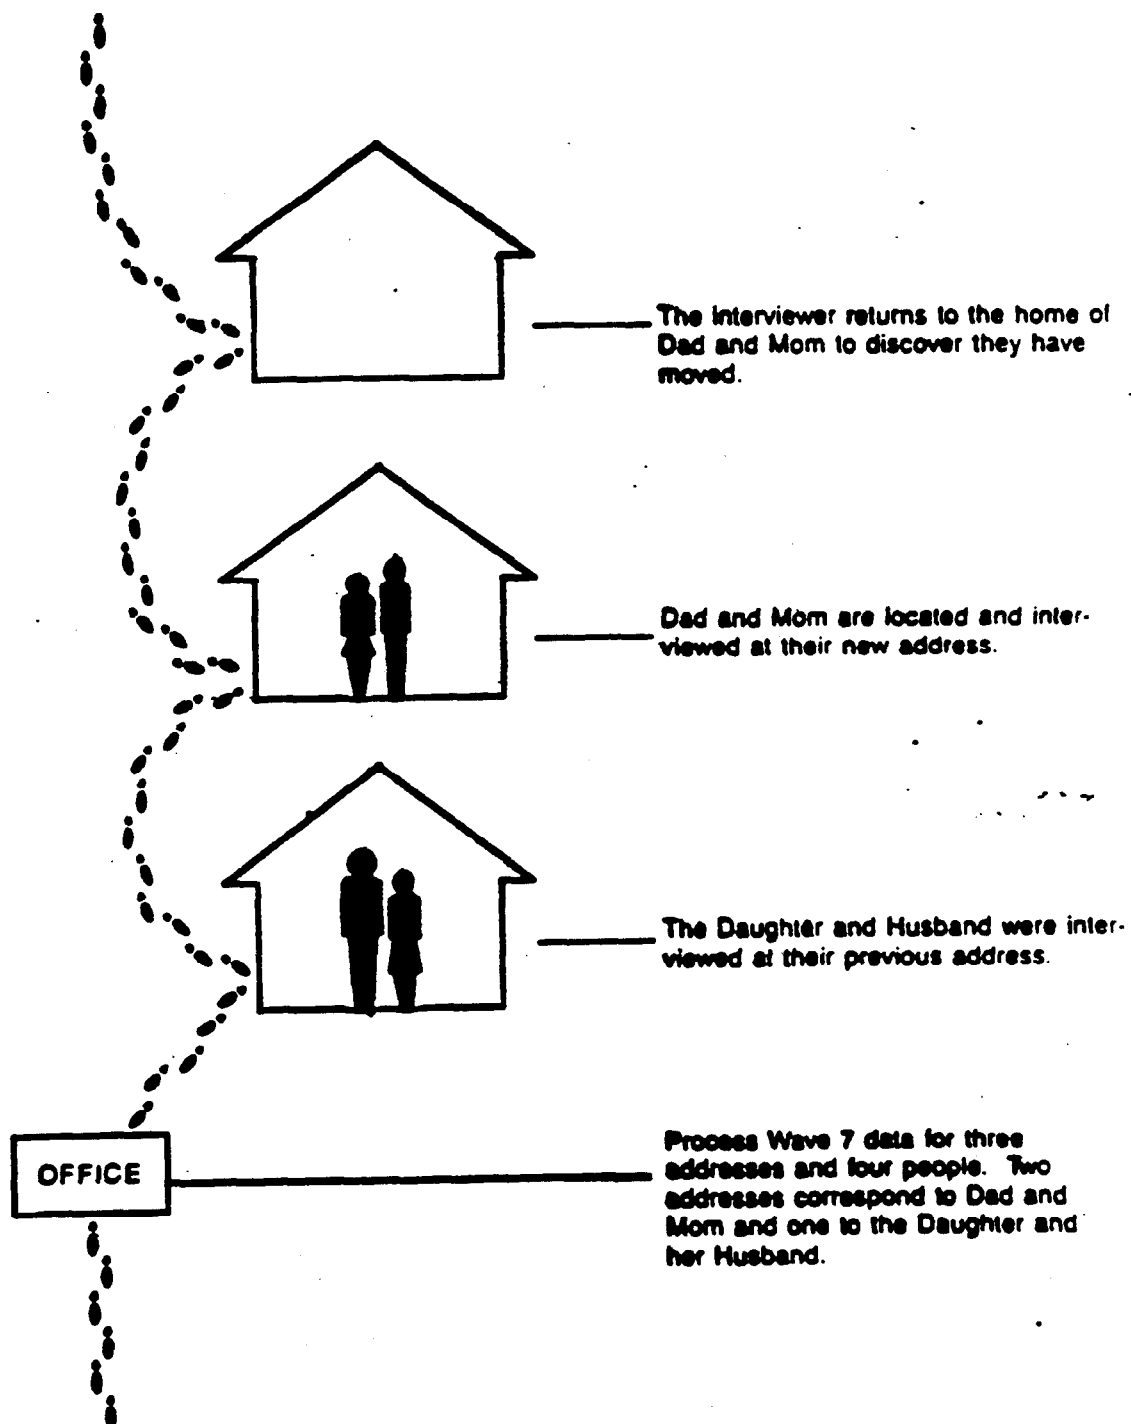 The interviewer returns to the home of
Dad and Mom to discover they have
moved.
Dad and Mom are located and inter-
viewed at their new address.
The Daughter and Husband were inter-
viewed at their previous address.
OFFICE
Process Wave 7 data for three
addresses and four people. Two
addresses correspond to Dad and
Mom and one to the Daughter and
her Husband.